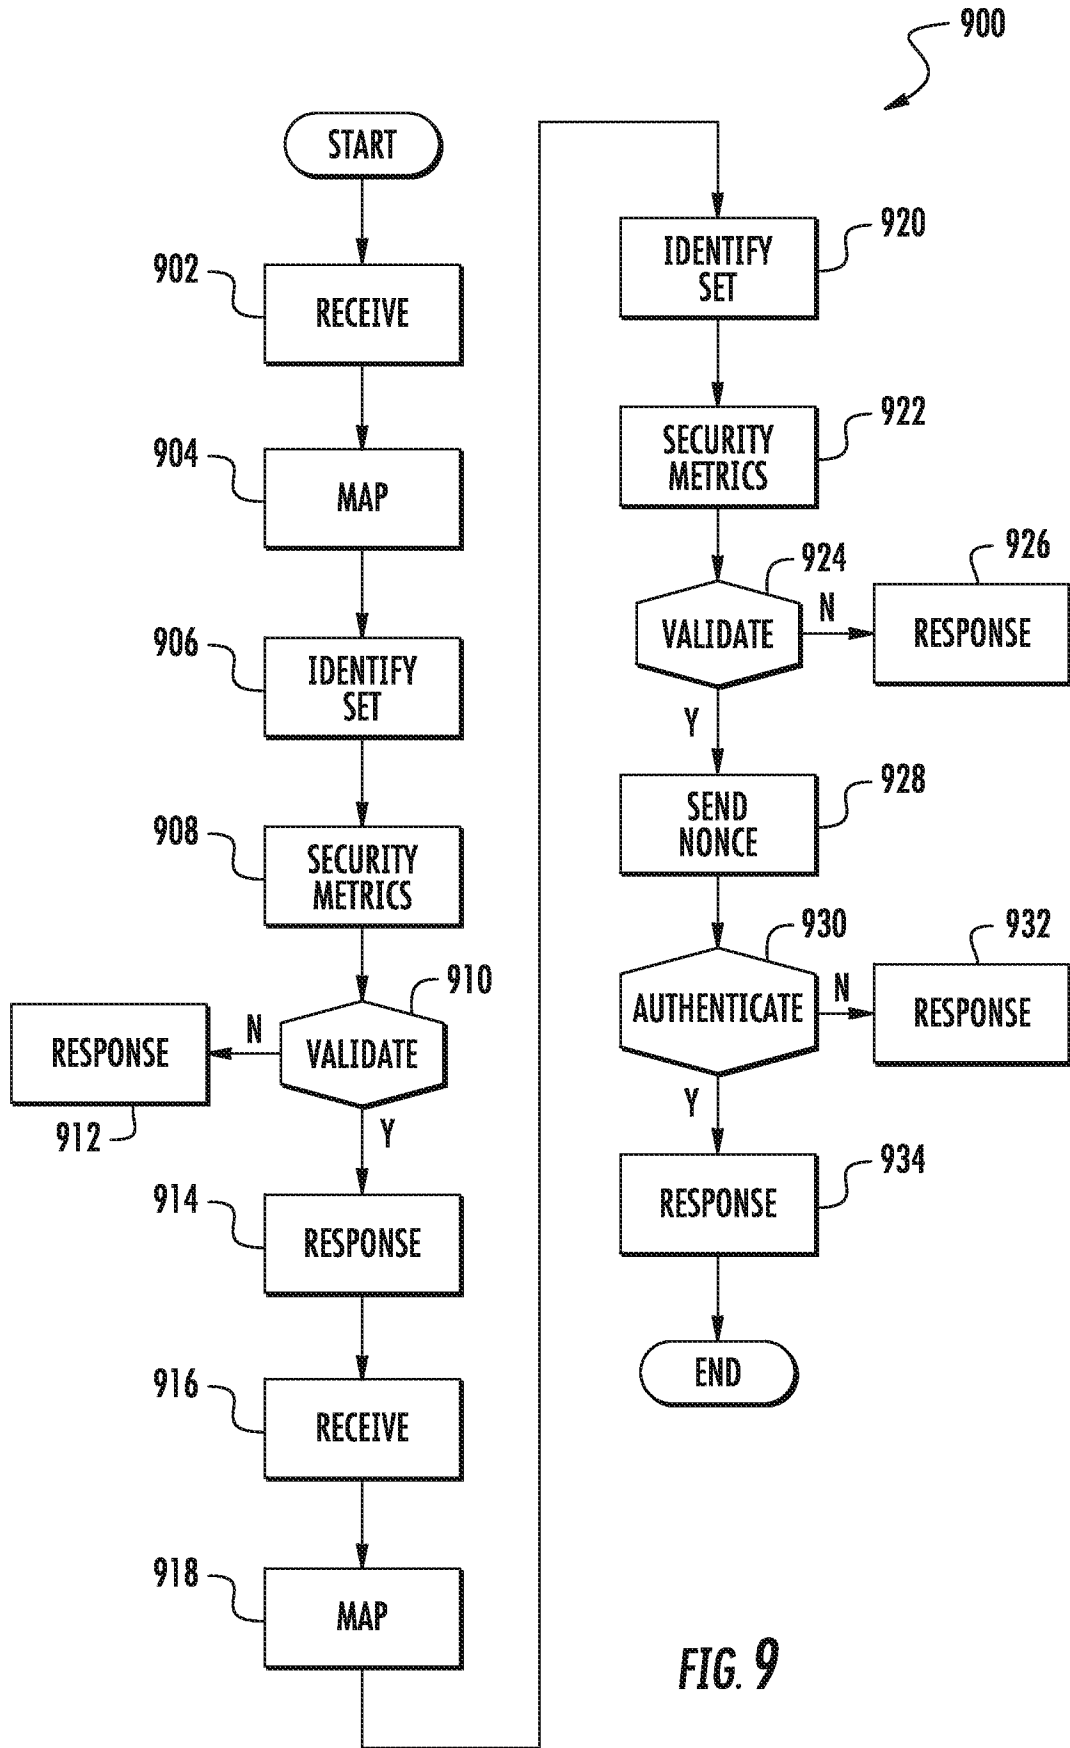 900
START
902
RECEIVE
904
MAP
906
IDENTIFY
SET
908
SECURITY
METRICS
910
VALIDATE
N
RESPONSE
912
Y
914
RESPONSE
916
RECEIVE
918
MAP
920
IDENTIFY
SET
922
SECURITY
METRICS
924
VALIDATE
N
926
RESPONSE
Y
928
SEND
NONCE
930
AUTHENTICATE
N
932
RESPONSE
Y
934
RESPONSE
END
FIG. 9